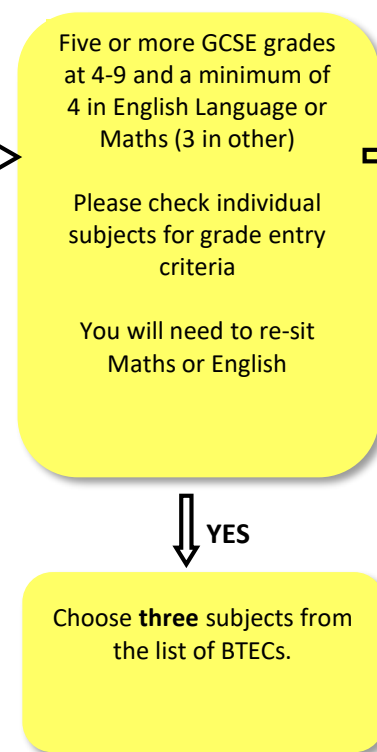 Five or more GCSE grades
at 4-9 and a minimum of
4 in English Language or
Maths (3 in other)
Please check individual
subjects for grade entry
criteria
You will need to re-sit
Maths or English
YES
Choose three subjects from
the list of BTECs.